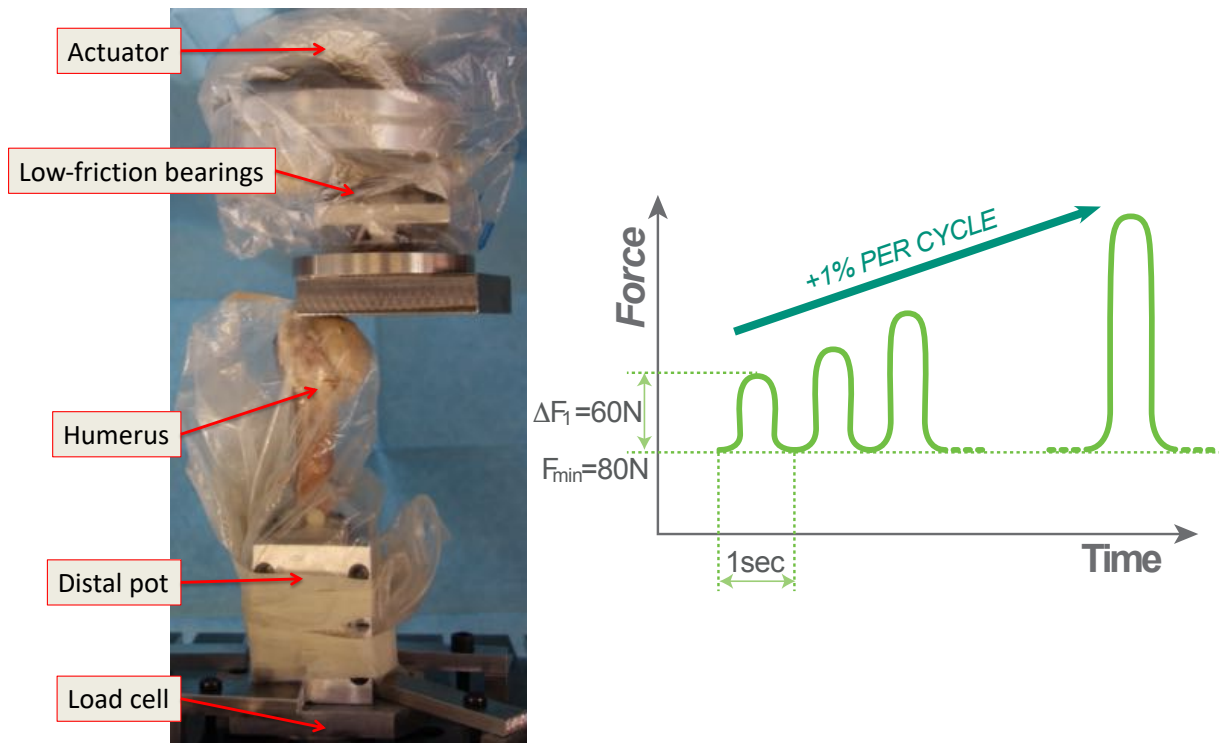 Actuator
Low-friction bearings
Humerus
Distal pot
Load cell
Force
+1% PER CYCLE
ΔF₁=60N
Fmin=80N
1sec
Time